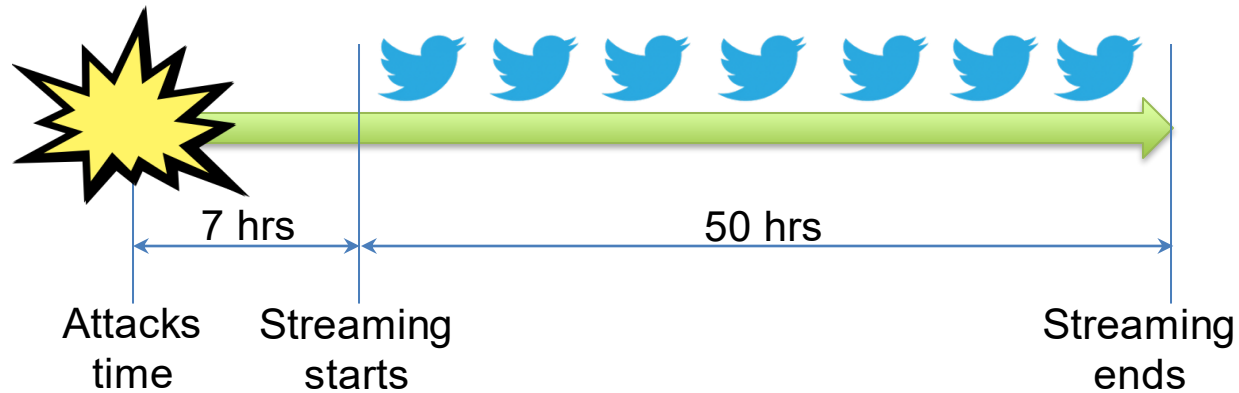 7 hrs
50 hrs
Attacks
time
Streaming
starts
Streaming
ends